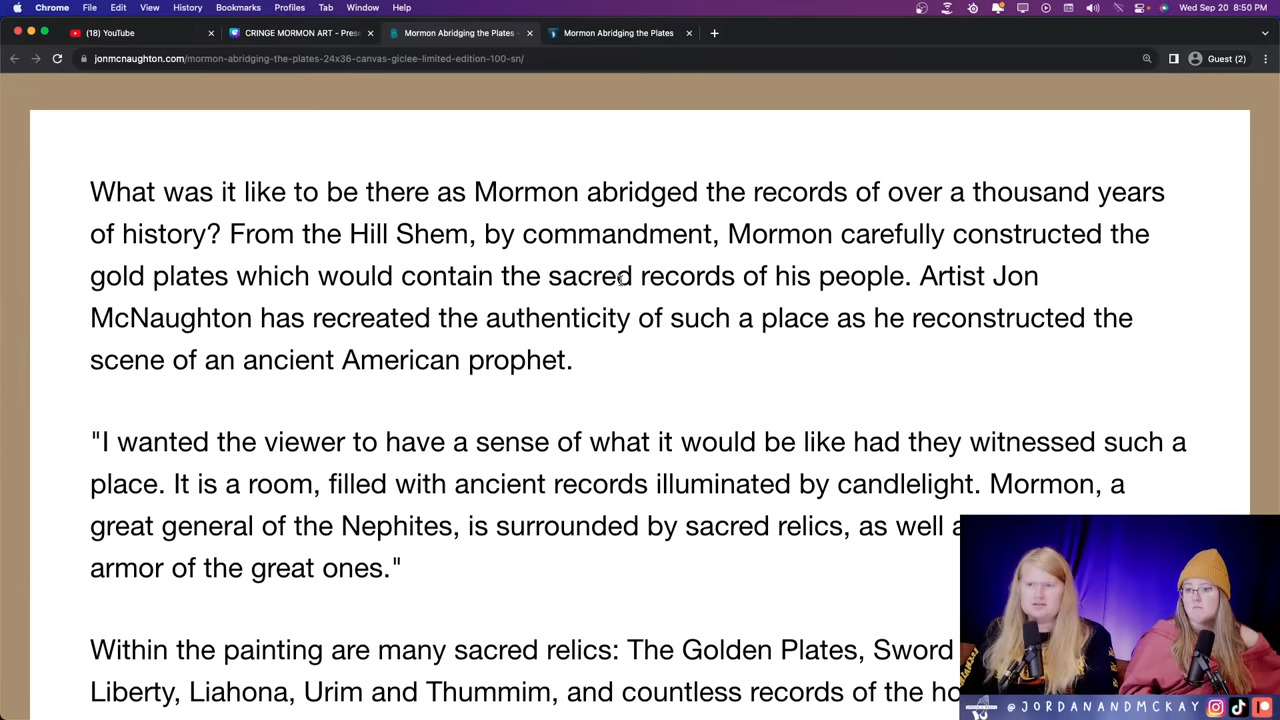 Chrome File Edit View History Bookmarks Profiles Tab Window Help Wed Sep 20 8:50 PM
(18) YouTube CRINGE MORMON ART - Prese Mormon Abridging the Plates - Mormon Abridging the Plates
jonmcnaughton.com/mormon-abridging-the-plates-24x36-canvas-giclee-limited-edition-100-sn/ Guest (2)
What was it like to be there as Mormon abridged the records of over a thousand years
of history? From the Hill Shem, by commandment, Mormon carefully constructed the
gold plates which would contain the sacred records of his people. Artist Jon
McNaughton has recreated the authenticity of such a place as he reconstructed the
scene of an ancient American prophet.
"I wanted the viewer to have a sense of what it would be like had they witnessed such a
place. It is a room, filled with ancient records illuminated by candlelight. Mormon, a
great general of the Nephites, is surrounded by sacred relics, as well
armor of the great ones."
Within the painting are many sacred relics: The Golden Plates, Sword
Liberty, Liahona, Urim and Thummim, and countless records of the
@JORDANANDMCKAY